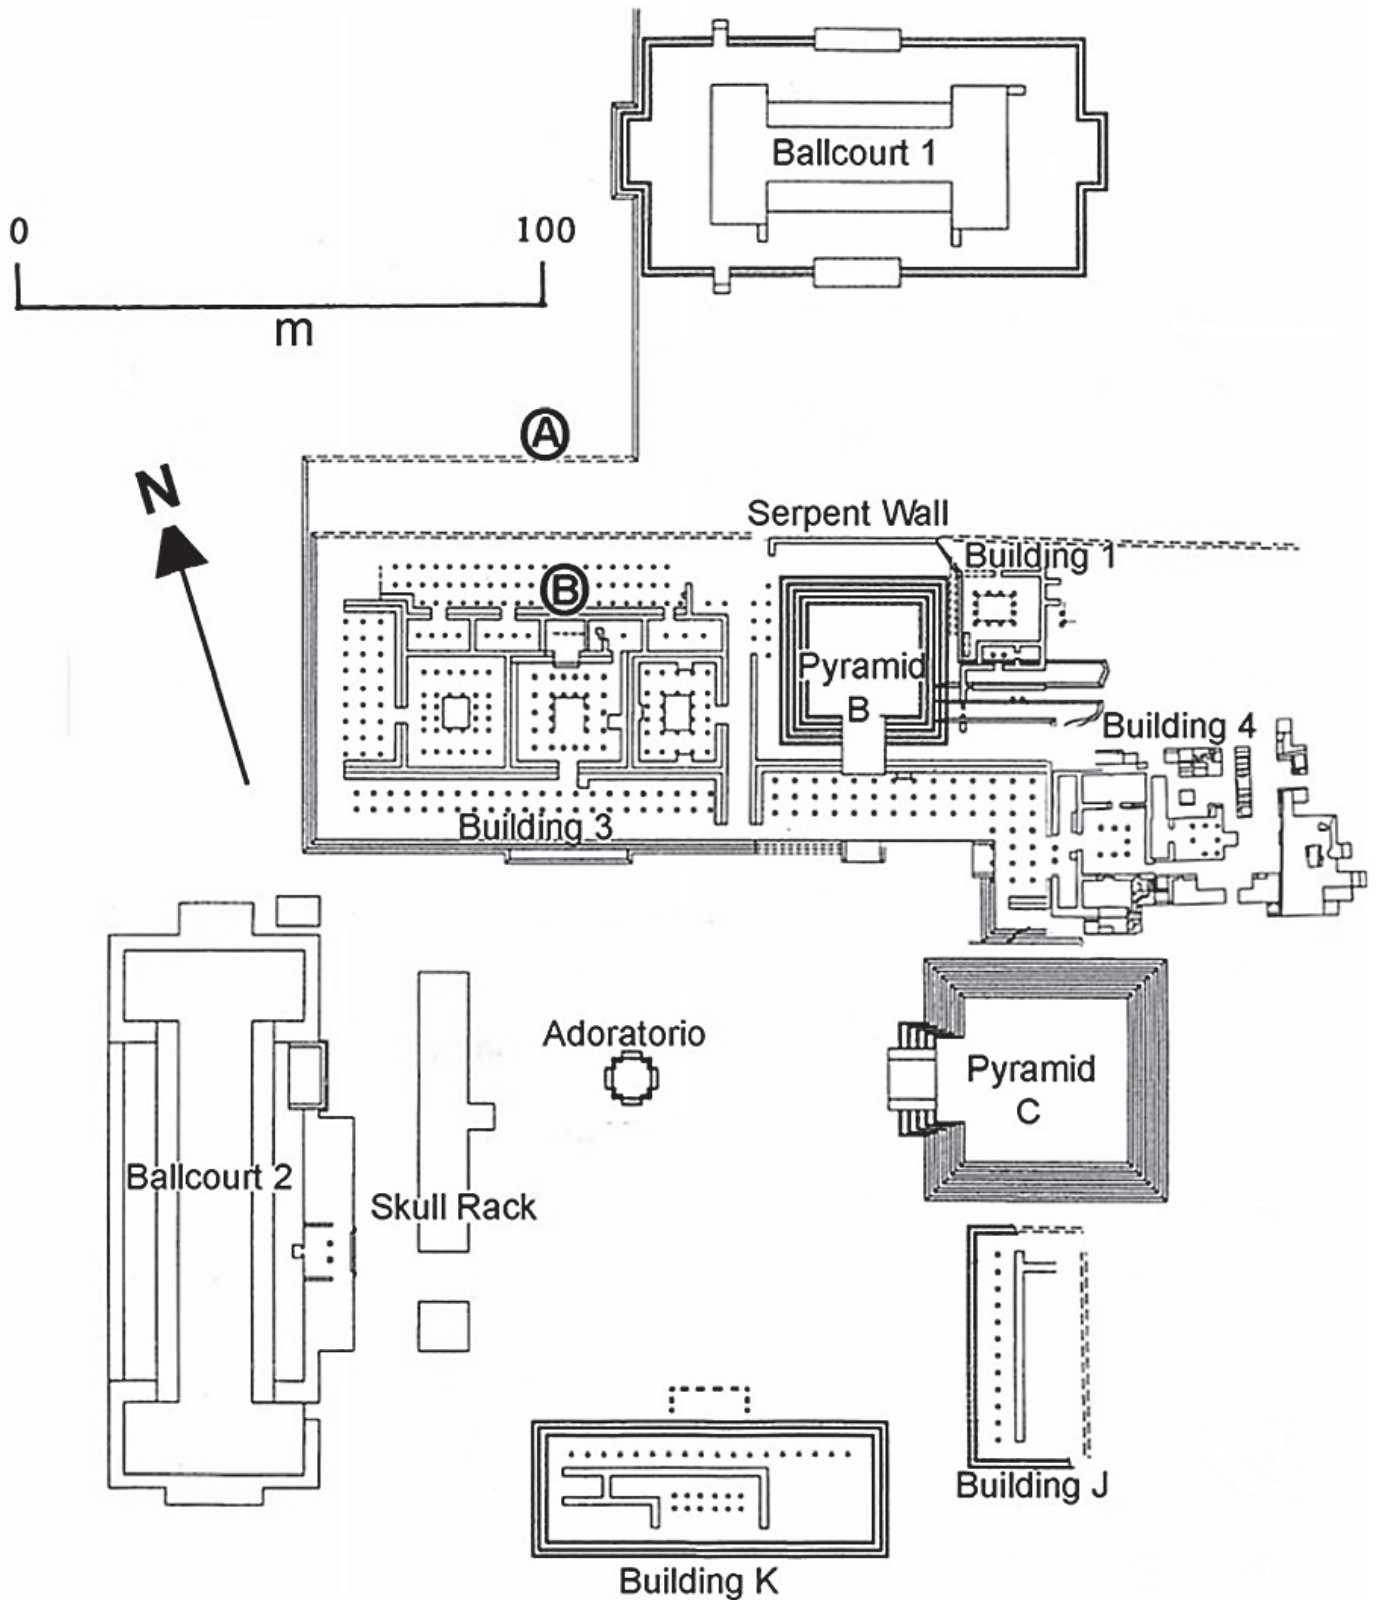 Ballcourt 1
0 100
m
A
N
Serpent Wall
Building 1
B
Pyramid
B
Building 4
Building 3
Adoratorio
Pyramid
C
Ballcourt 2
Skull Rack
Building J
Building K